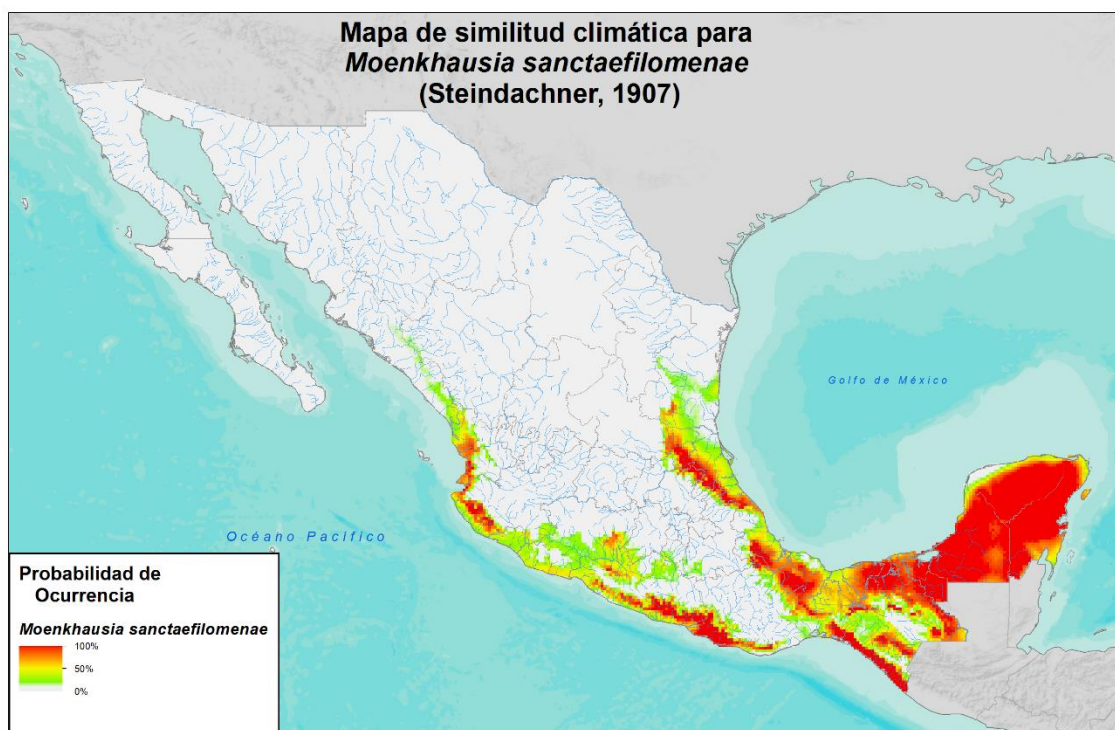 Mapa de similitud climática para
Moenkhausia sanctaefilomenae
(Steindachner, 1907)
Golfo de México
Océano Pacífico
Probabilidad de
Ocurrencia
Moenkhausia sanctaefilomenae
100%
50%
0%